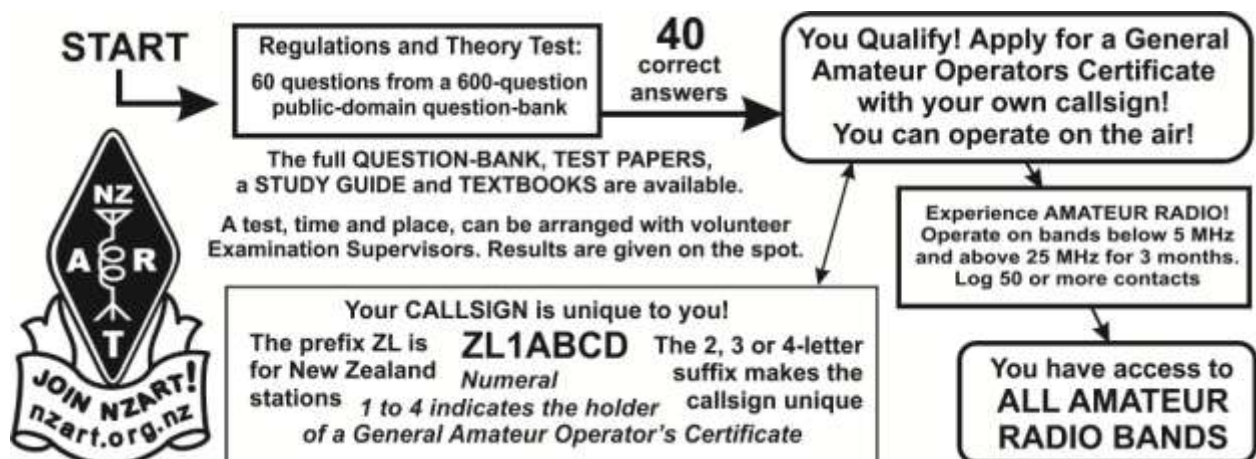 START
Regulations and Theory Test:
60 questions from a 600-question
public-domain question-bank
40
correct
answers
You Qualify! Apply for a General
Amateur Operators Certificate
with your own callsign!
You can operate on the air!
The full QUESTION-BANK, TEST PAPERS,
a STUDY GUIDE and TEXTBOOKS are available.
A test, time and place, can be arranged with volunteer
Examination Supervisors. Results are given on the spot.
Experience AMATEUR RADIO!
Operate on bands below 5 MHz
and above 25 MHz for 3 months.
Log 50 or more contacts
You have access to
ALL AMATEUR
RADIO BANDS
Your CALLSIGN is unique to you!
The prefix ZL is
for New Zealand
stations
ZL1ABCD
Numeral
1 to 4 indicates the holder
of a General Amateur Operator's Certificate
The 2, 3 or 4-letter
suffix makes the
callsign unique
NZ
A R
T
JOIN NZART!
nzart.org.nz